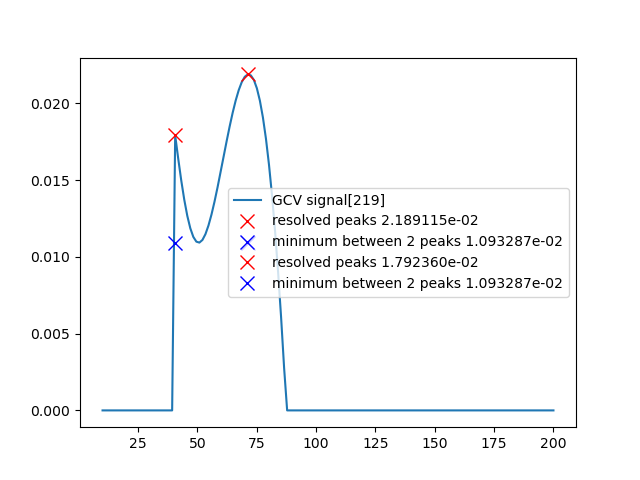 0.020
0.015
0.010
0.005
0.000
GCV signal[219]
resolved peaks 2.189115e-02
minimum between 2 peaks 1.093287e-02
resolved peaks 1.792360e-02
minimum between 2 peaks 1.093287e-02
25 50 75 100 125 150 175 200